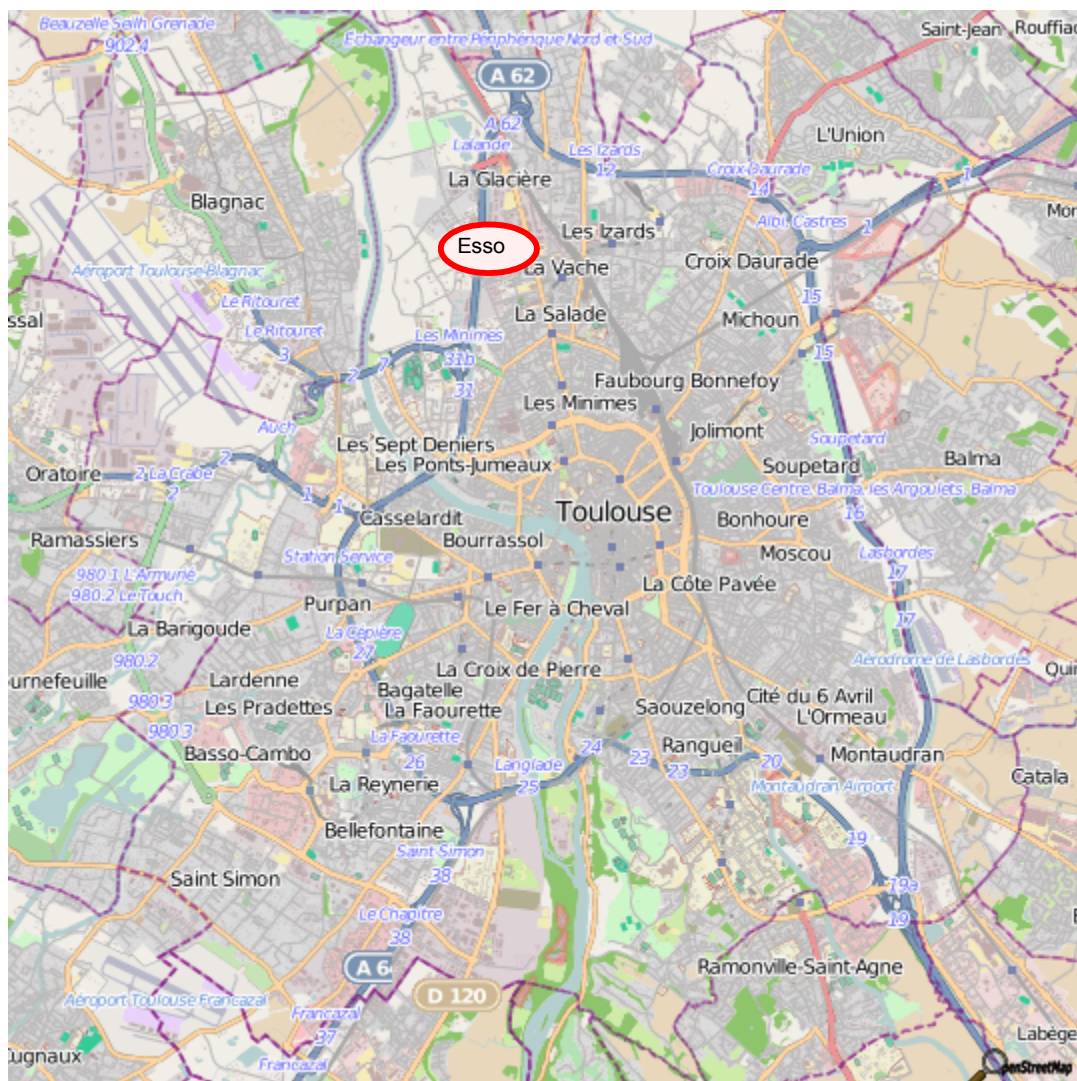 Beauzelle Seilh Grenade
902.4
Échangeur entre Périphérique Nord et Sud
Saint-Jean
A 62
A 62
L'Union
Lalande
Les Izards
12
Croix Daurade
14
1
La Glacière
Blagnac
Albi, Castres
1
Esso
Les Izards
La Vache
Croix Daurade
Aéroport Toulouse-Blagnac
Le Ritouret
15
La Salade
Michoun
Le Ritouret
3
Les Minimes
31b
15
2
7
31
Faubourg Bonnefoy
Les Minimes
Auch
Jolimont
Les Sept Deniers
Soupetard
Les Ponts-Jumeaux
Soupetard
Balma
Oratoire
2 La Crabe
2
2
Toulouse Centre, Balma, les Argoulets, Balma
1
1
Casselardit
Toulouse
Bonhoure
16
Ramassiers
Bourrassol
Station Service
Moscou
Lasbordes
17
980.1 L'Armurié
980.2 Le Touch
La Côte Pavée
Purpan
Le Fer à Cheval
17
La Barigoude
La Cépière
27
980.2
La Croix de Pierre
Aérodrome de Lasbordes
Lardenne
Bagatelle
Cité du 6 Avril
980.3
Les Pradettes
La Faourette
Saouzelong
L'Ormeau
980.3
La Faourette
26
Basso-Cambo
24
23
Rangueil
23
20
Montaudran
Langlade
25
La Reynerie
Montaudran Airport
Catala
Bellefontaine
19
Saint Simon
38
Saint Simon
19a
19
Le Chapitre
38
A 6
Ramonville-Saint-Agne
D 120
Aéroport Toulouse Francazal
Francazal
37
Labège
Francazal
OpenStreetMap